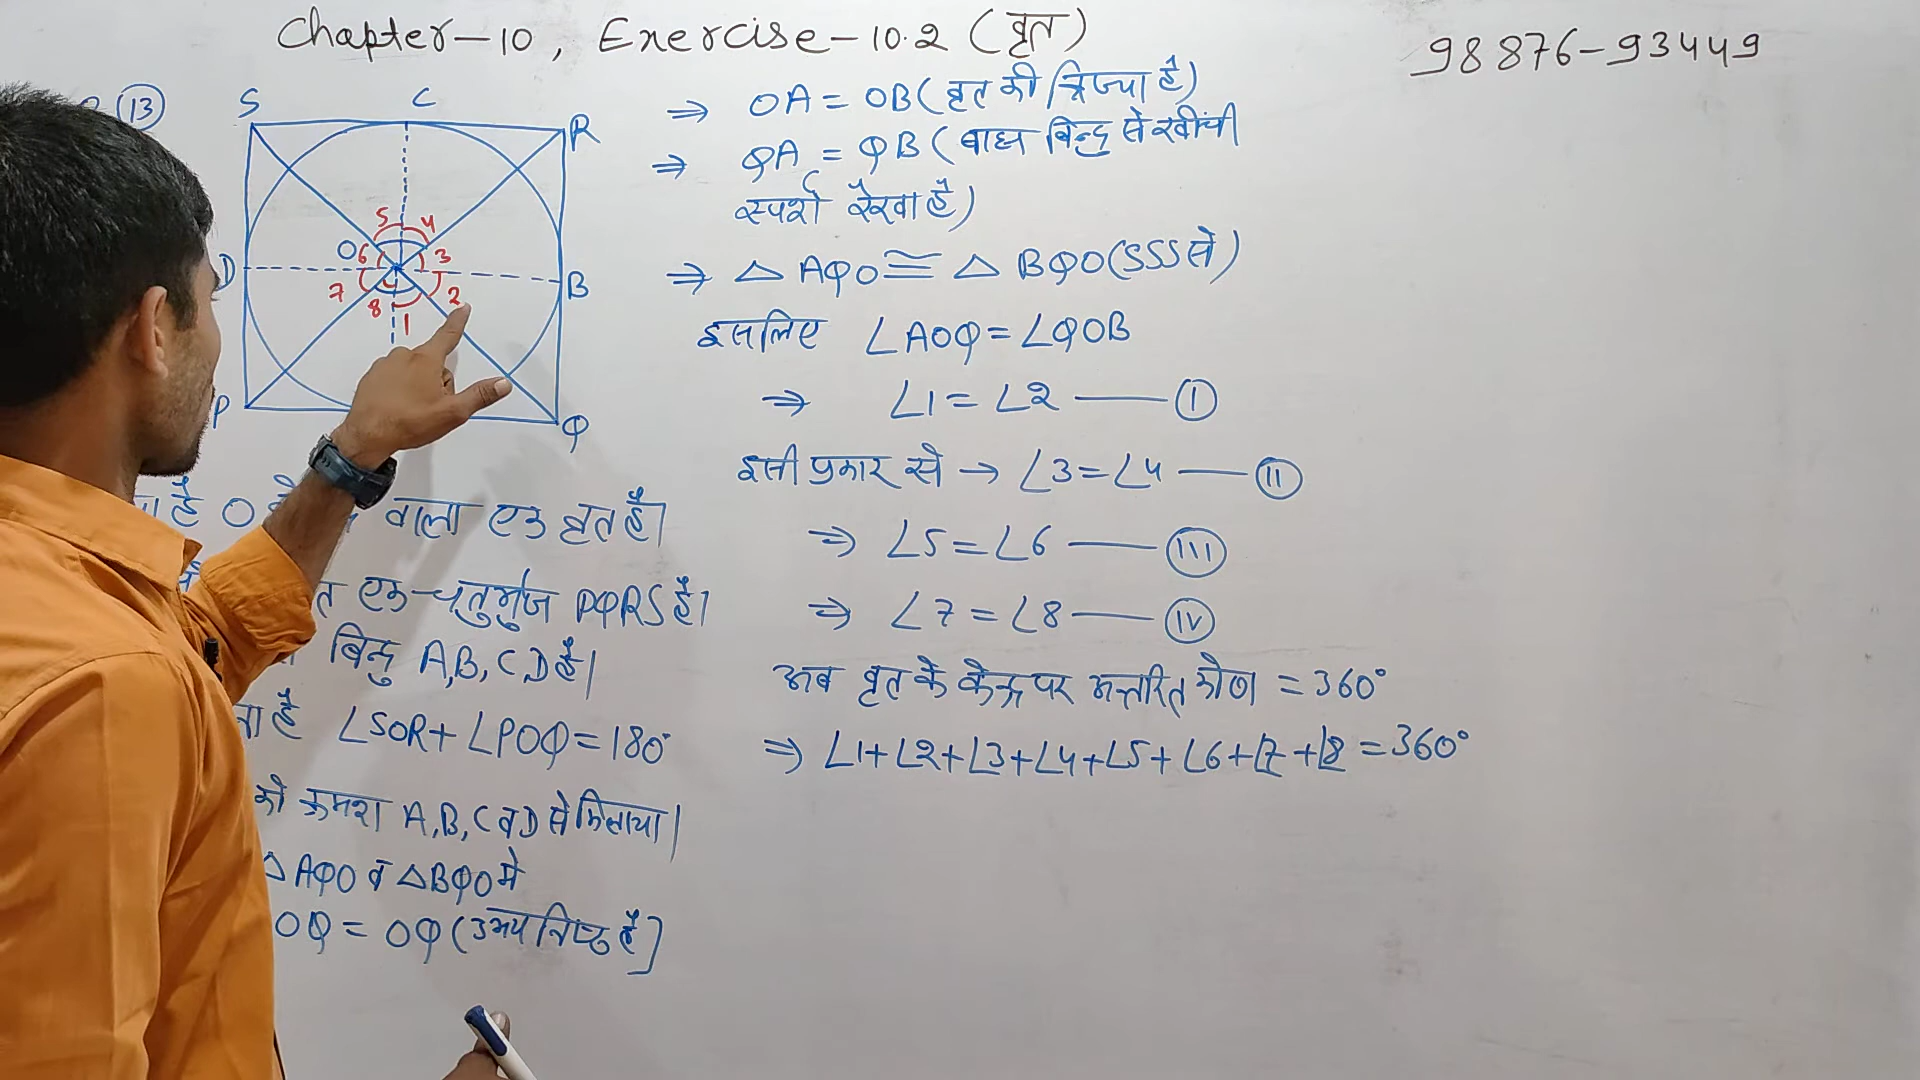 Chapter-10, Exercise-10.2 (वृत)
98876-93449
13
S C R
5 4
O 6 3
D B
7 8 1 2
P Q
है O वाला एक वृत है।
एक चतुर्भुज PQRS है।
बिन्दु A,B,C,D है।
है ∠SOR+∠POQ=180°
को क्रमश A,B,C व D से मिलाया।
△AQO व △BQO मे
OQ = OQ (उभयनिष्ठ है]
⇒ OA = OB (वृत की त्रिज्या है)
⇒ QA = QB (बाह्य बिन्दु से खींची
स्पर्श रेखा है)
⇒ △ AQO ≅ △ BQO (SSS से)
इसलिए ∠AOQ=∠QOB
⇒ ∠1=∠2 — I
इसी प्रकार से → ∠3=∠4 — II
⇒ ∠5=∠6 — III
⇒ ∠7=∠8 — IV
अब वृत के केन्द्र पर अन्तरित कोण = 360°
⇒ ∠1+∠2+∠3+∠4+∠5+∠6+∠7+∠8=360°